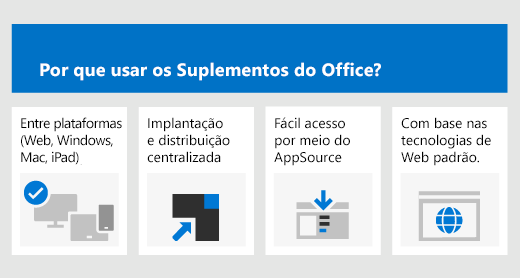 Por que usar os Suplementos do Office?
Entre plataformas
(Web, Windows,
Mac, iPad)
Implantação
e distribuição
centralizada
Fácil acesso
por meio do
AppSource
Com base nas
tecnologias de
Web padrão.